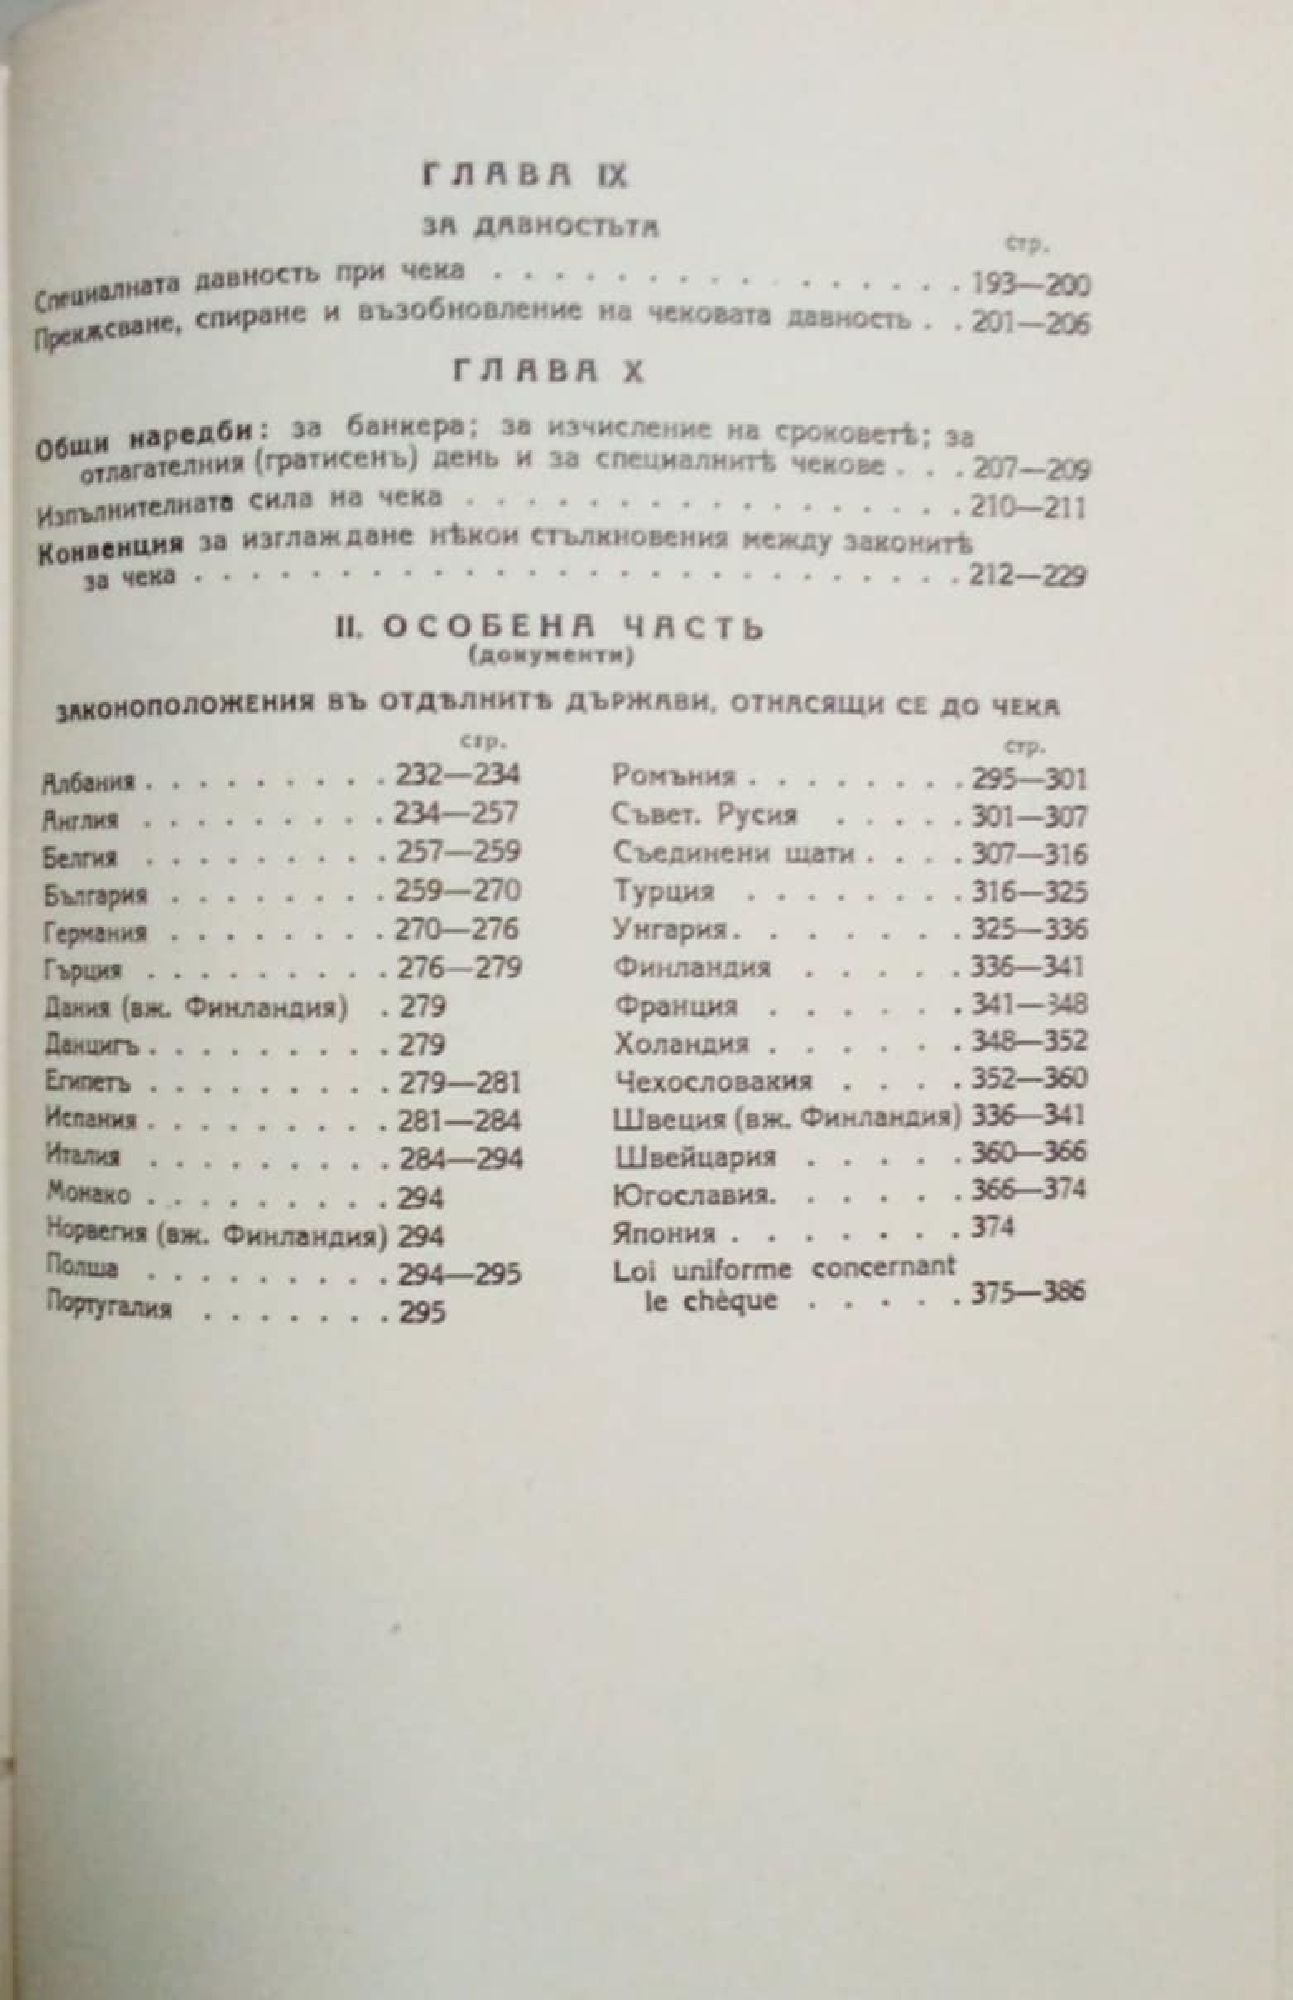 ГЛАВА IX
ЗА ДАВНОСТЬТА
стр.
Специалната давность при чека . . . . . . . . . . . . . . . . 193—200
Прекѫсване, спиране и възобновление на чековата давность . . 201—206
ГЛАВА X
Общи наредби: за банкера; за изчисление на сроковетѣ; за
отлагателния (гратисенъ) день и за специалнитѣ чекове . . . 207—209
Изпълнителната сила на чека . . . . . . . . . . . . . . . . . 210—211
Конвенция за изглаждане нѣкои стълкновения между законитѣ
за чека . . . . . . . . . . . . . . . . . . . . . . . . . . 212—229
II. ОСОБЕНА ЧАСТЬ
(документи)
ЗАКОНОПОЛОЖЕНИЯ ВЪ ОТДѢЛНИТѢ ДЪРЖАВИ, ОТНАСЯЩИ СЕ ДО ЧЕКА
стр.
Албания . . . . . . . . . 232—234
Англия . . . . . . . . . 234—257
Белгия . . . . . . . . . 257—259
България . . . . . . . . 259—270
Германия . . . . . . . . 270—276
Гърция . . . . . . . . . 276—279
Дания (вж. Финландия) . 279
Данцигъ . . . . . . . . . 279
Египетъ . . . . . . . . . 279—281
Испания . . . . . . . . . 281—284
Италия . . . . . . . . . 284—294
Монако . . . . . . . . . 294
Норвегия (вж. Финландия) 294
Полша . . . . . . . . . 294—295
Португалия . . . . . . . 295
стр.
Ромъния . . . . . . . . 295—301
Съвет. Русия . . . . . 301—307
Съединени щати . . . . 307—316
Турция . . . . . . . . 316—325
Унгария . . . . . . . . 325—336
Финландия . . . . . . 336—341
Франция . . . . . . . 341—348
Холандия . . . . . . . 348—352
Чехословакия . . . . 352—360
Швеция (вж. Финландия) 336—341
Швейцария . . . . . . 360—366
Югославия. . . . . . . 366—374
Япония . . . . . . . . 374
Loi uniforme concernant
le chèque . . . . . 375—386